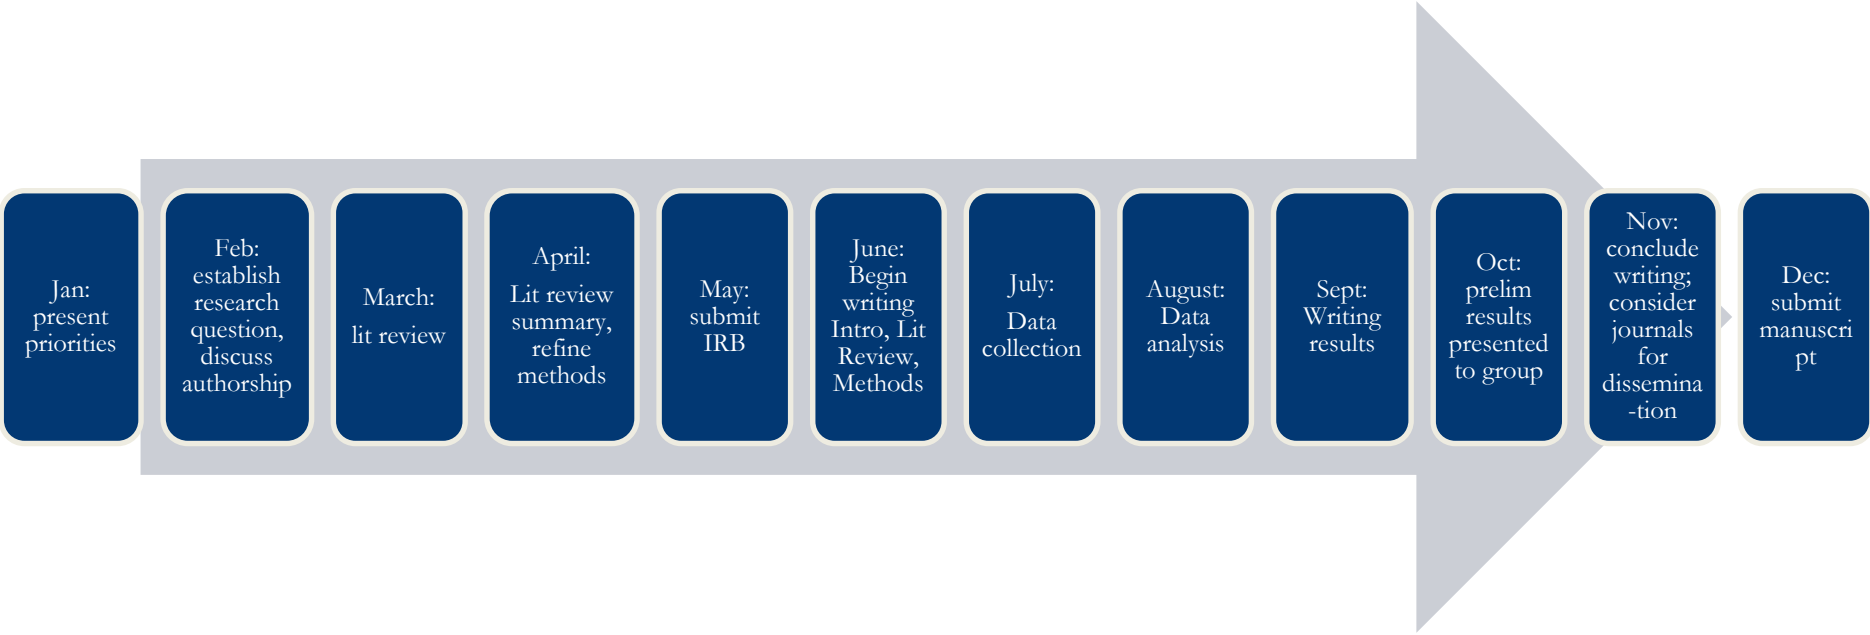 Jan:
present
priorities
Feb:
establish
research
question,
discuss
authorship
March:
lit review
April:
Lit review
summary,
refine
methods
May:
submit
IRB
June:
Begin
writing
Intro, Lit
Review,
Methods
July:
Data
collection
August:
Data
analysis
Sept:
Writing
results
Oct:
prelim
results
presented
to group
Nov:
conclude
writing;
consider
journals
for
dissemina
-tion
Dec:
submit
manuscri
pt